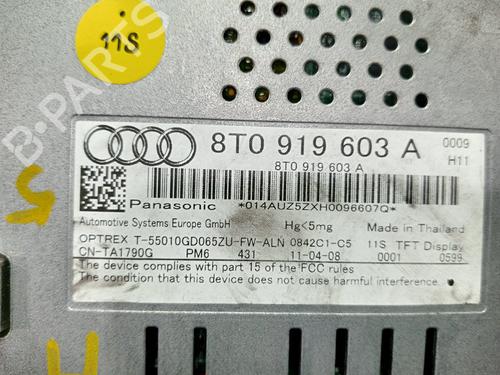 11S
B-PARTS
8T0 919 603 A 0009
8T0 919 603 A H11
Panasonic *014AUZ5ZXH0096607Q*
Automotive Systems Europe GmbH Hg<5mg Made in Thailand
OPTREX T-55010GD065ZU-FW-ALN 0842C1-C5 11S TFT Display
CN-TA1790G PM6 431 11-04-08 0001 0599
The device complies with part 15 of the FCC rules
The condition that this device does not cause harmful interference.